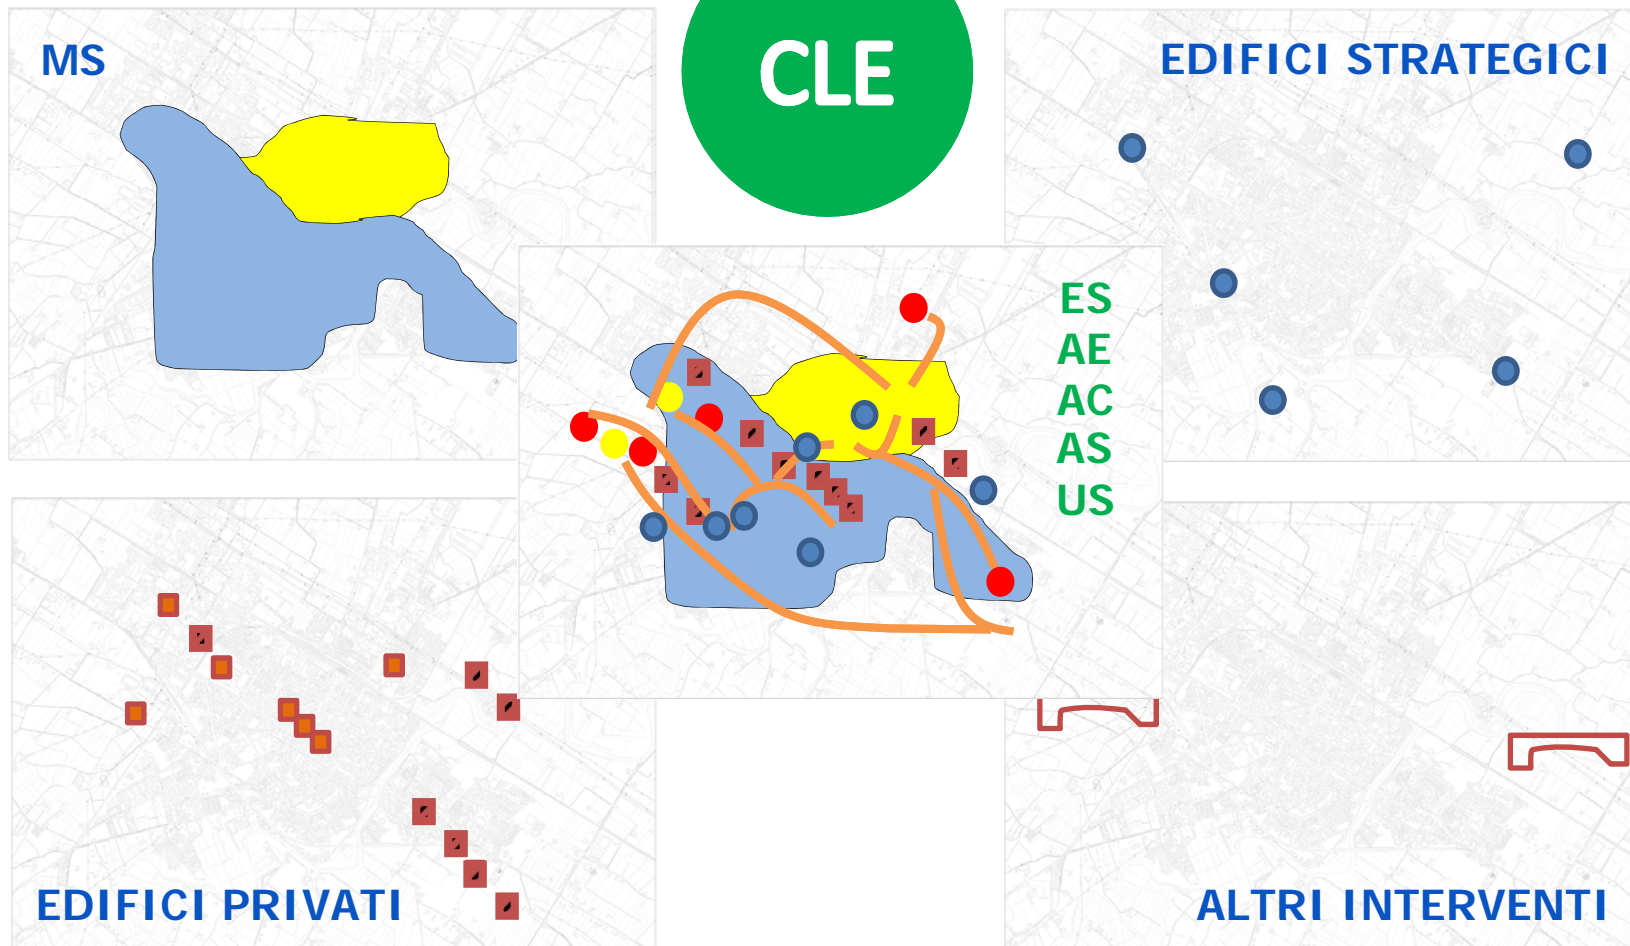 MS
CLE
EDIFICI STRATEGICI
ES
AE
AC
AS
US
EDIFICI PRIVATI
ALTRI INTERVENTI